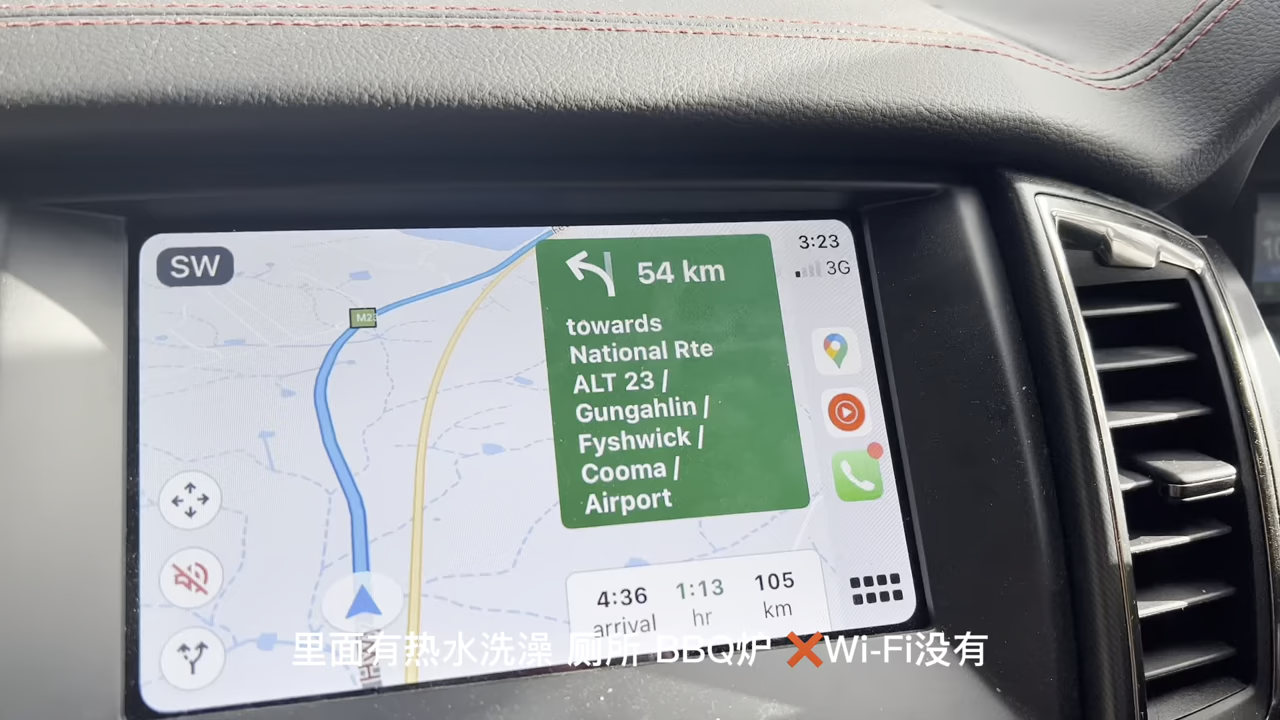 SW
M23
54 km
towards
National Rte
ALT 23 /
Gungahlin /
Fyshwick /
Cooma /
Airport
3:23
3G
4:36 1:13 105
arrival hr km
里面有热水洗澡 厕所 BBQ炉 ❌Wi-Fi没有